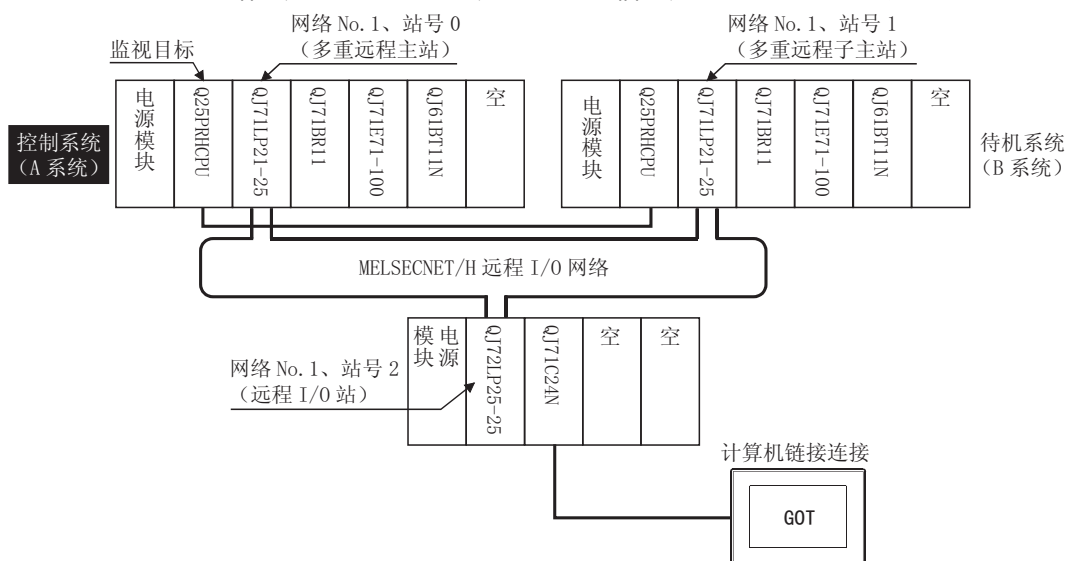 网络 No.1、站号 0
（多重远程主站）
网络 No.1、站号 1
（多重远程子主站）
监视目标
控制系统
（A 系统）
电源模块
Q25PRHCPU
QJ71LP21-25
QJ71BR11
QJ71E71-100
QJ61BT11N
空
电源模块
Q25PRHCPU
QJ71LP21-25
QJ71BR11
QJ71E71-100
QJ61BT11N
空
待机系统
（B 系统）
MELSECNET/H 远程 I/O 网络
网络 No.1、站号 2
（远程 I/O 站）
电源模块
QJ72LP25-25
QJ71C24N
空
空
计算机链接连接
GOT